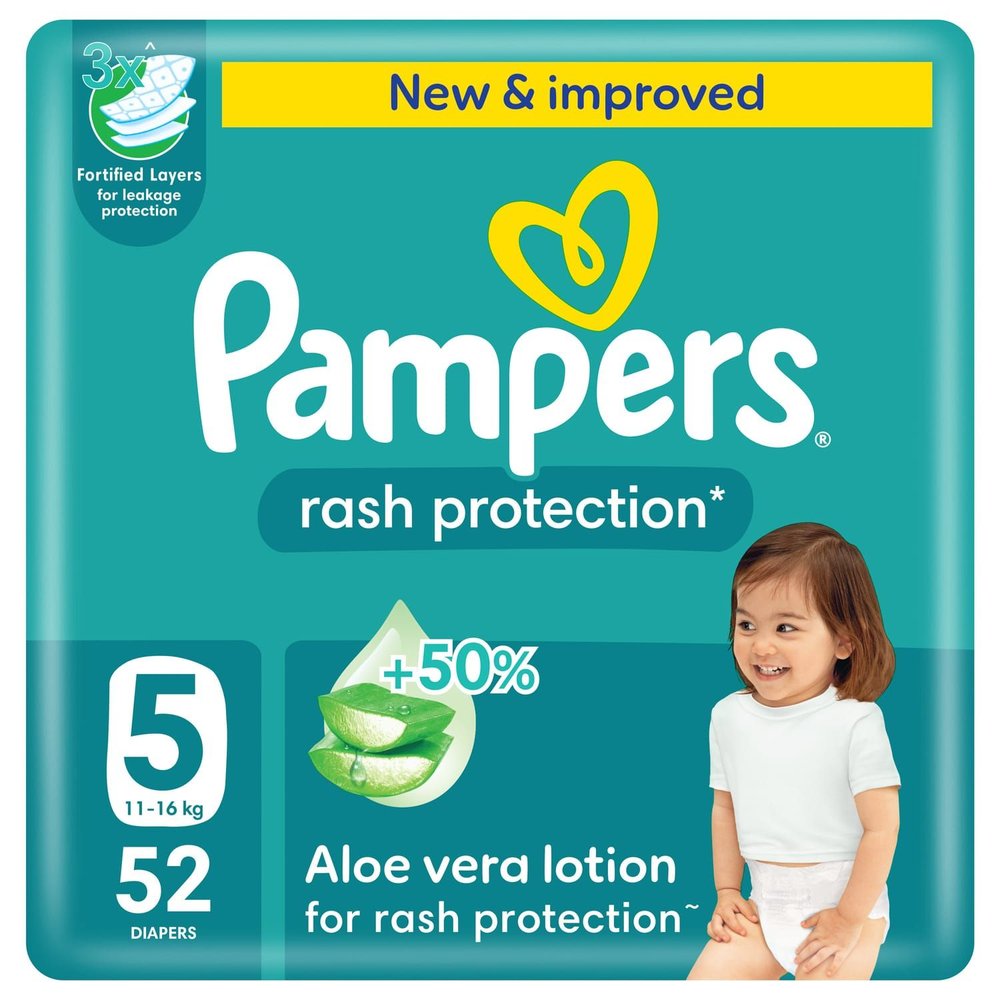 3x^
Fortified Layers
for leakage
protection
New & improved
Pampers®
rash protection*
+50%
5
11-16 kg
52
DIAPERS
Aloe vera lotion
for rash protection~